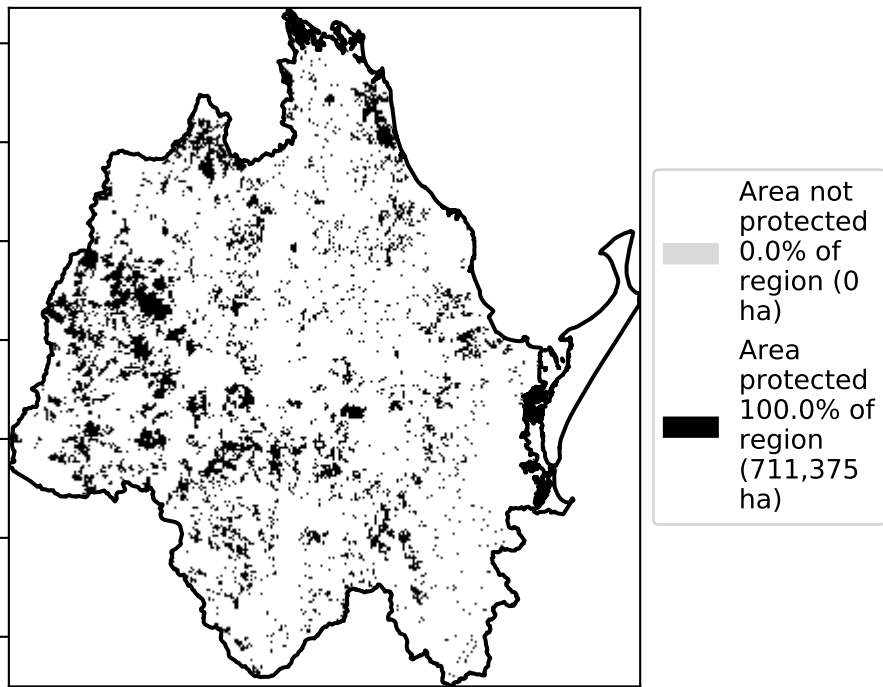 Area not
protected
0.0% of
region (0
ha)
Area
protected
100.0% of
region
(711,375
ha)